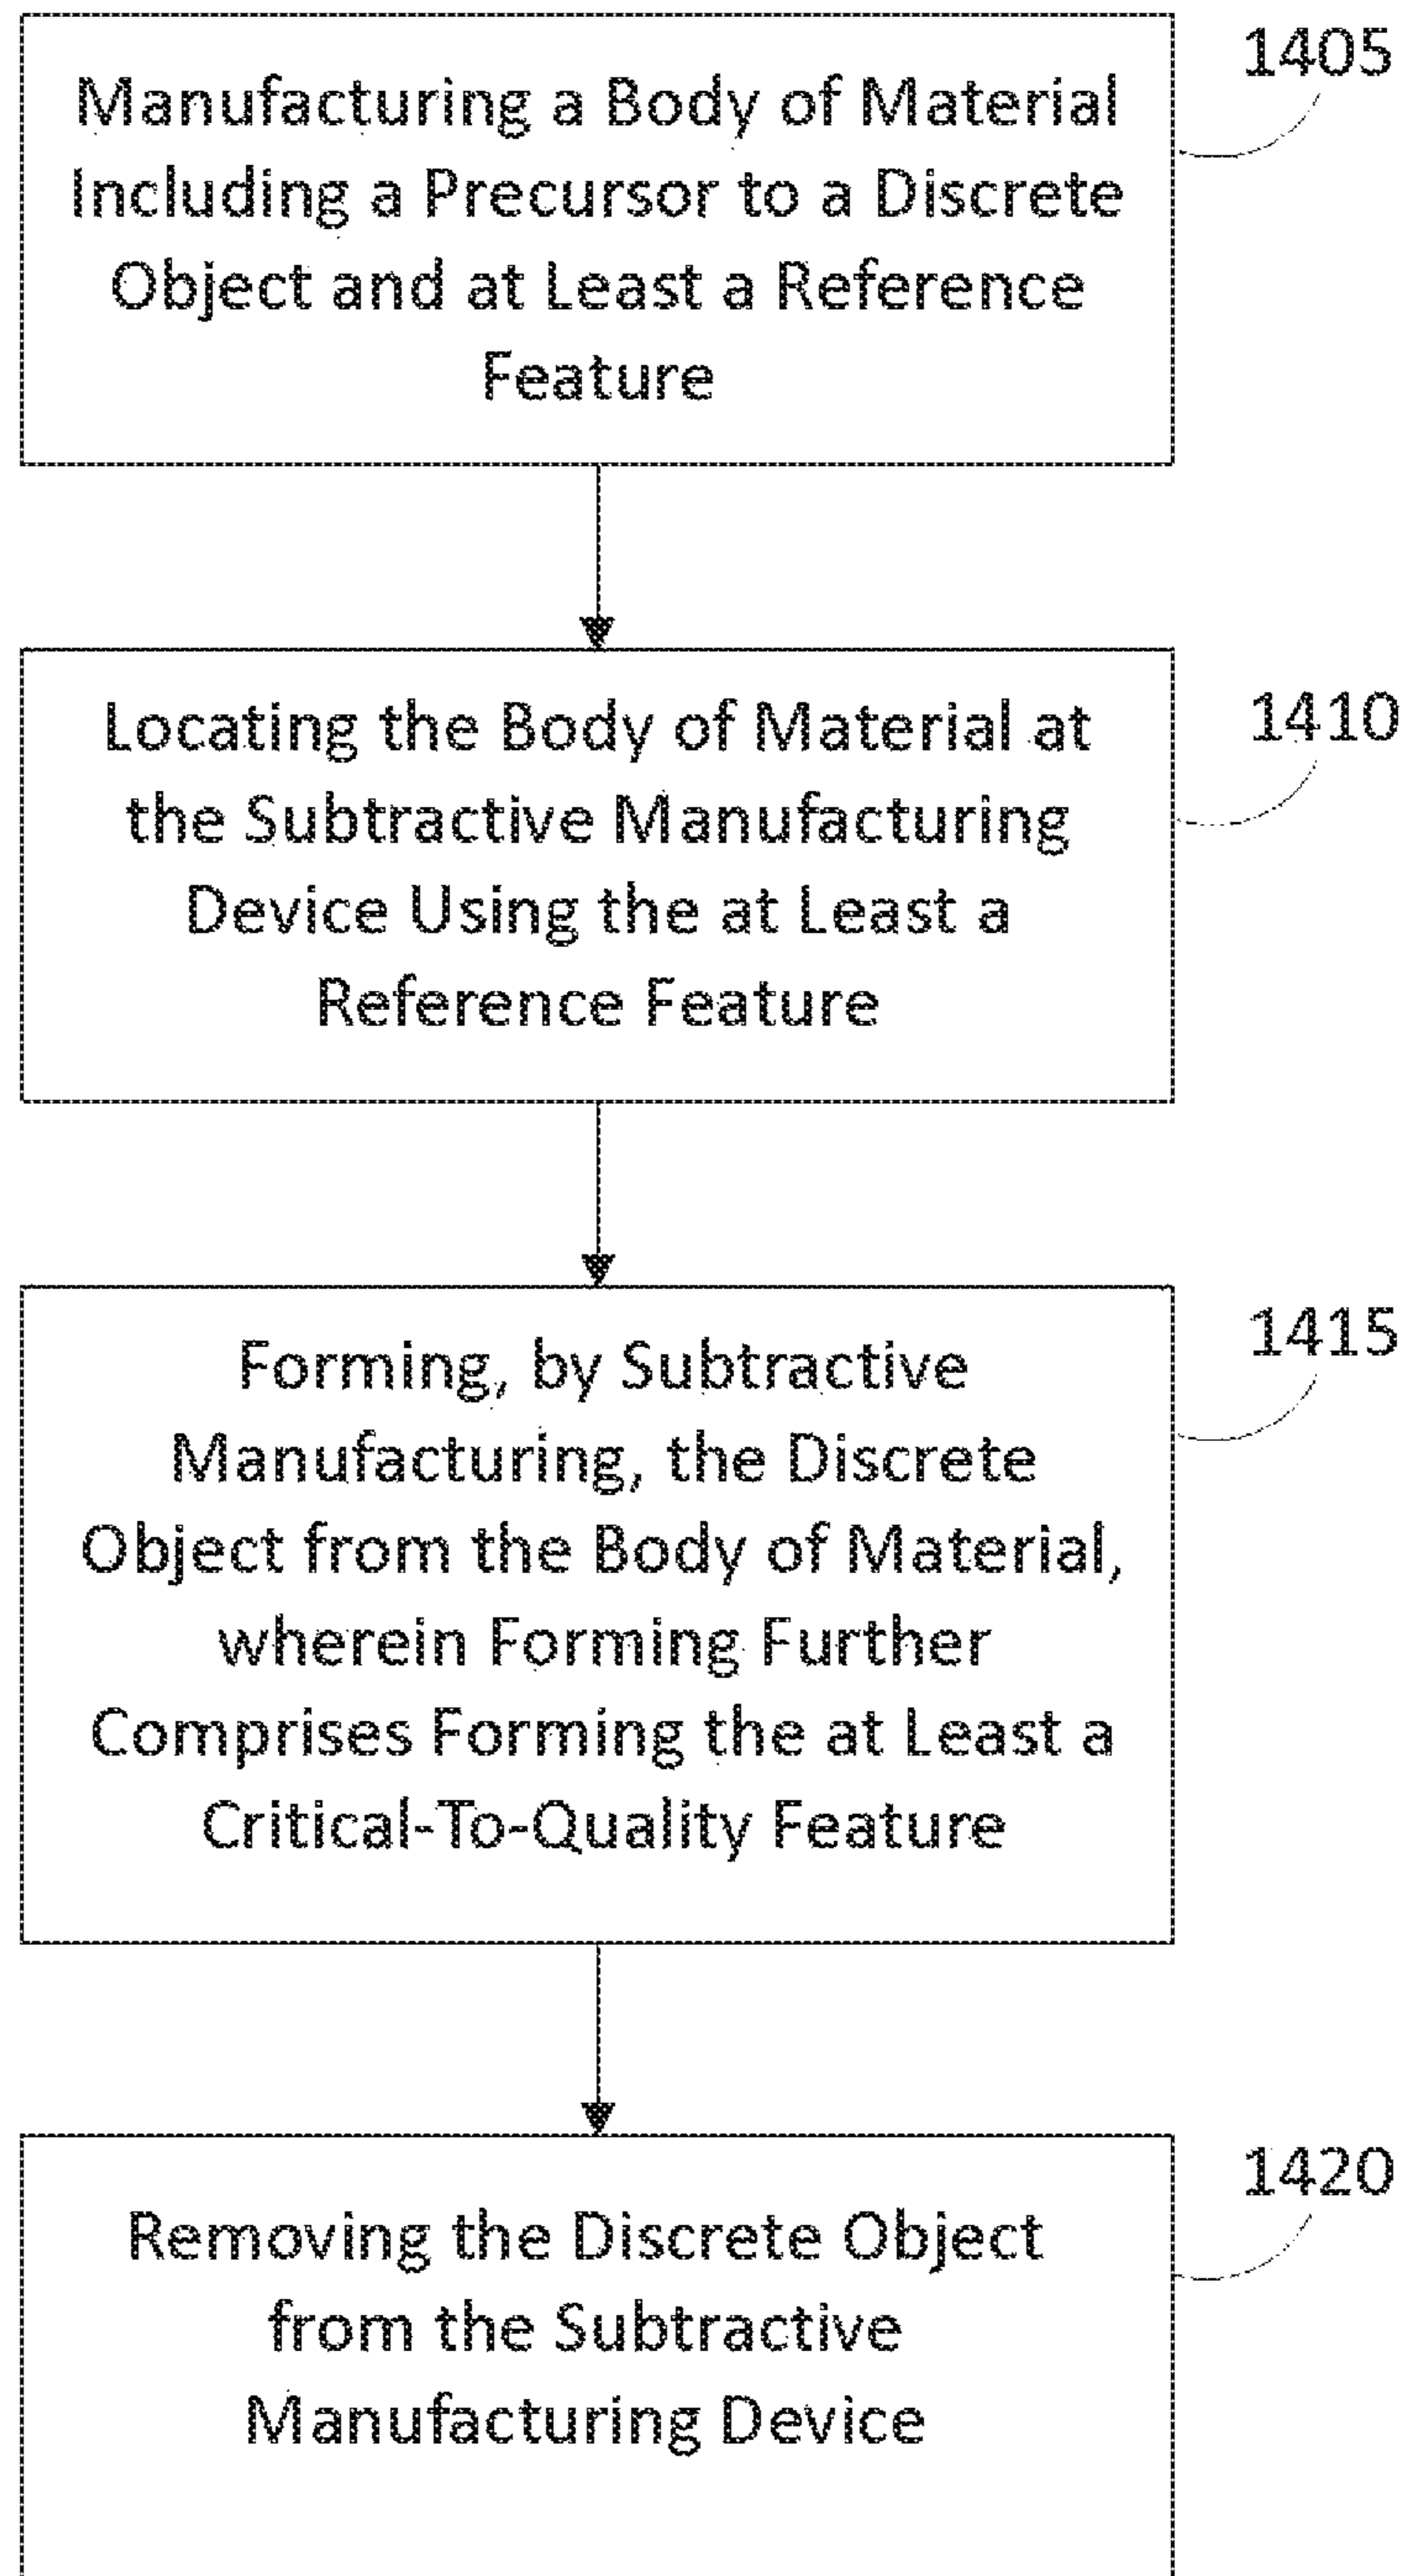 1405
Manufacturing a Body of Material
Including a Precursor to a Discrete
Object and at Least a Reference
Feature
1410
Locating the Body of Material at
the Subtractive Manufacturing
Device Using the at Least a
Reference Feature
1415
Forming, by Subtractive
Manufacturing, the Discrete
Object from the Body of Material,
wherein Forming Further
Comprises Forming the at Least a
Critical-To-Quality Feature
1420
Removing the Discrete Object
from the Subtractive
Manufacturing Device